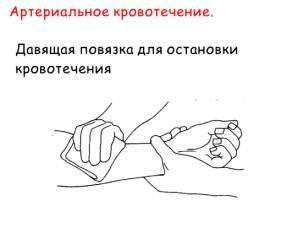 Артериальное кровотечение.
Давящая повязка для остановки
кровотечения